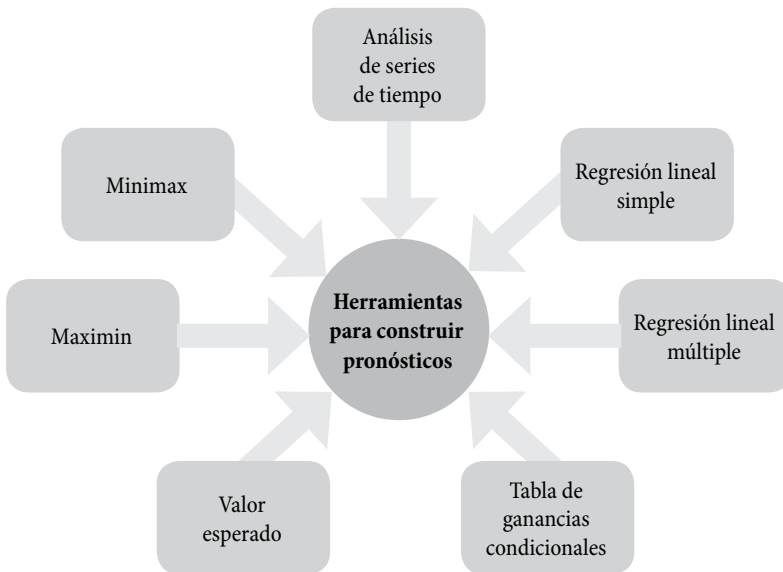 Análisis
de series
de tiempo
Minimax
Regresión lineal
simple
Herramientas
para construir
pronósticos
Maximin
Regresión lineal
múltiple
Valor
esperado
Tabla de
ganancias
condicionales